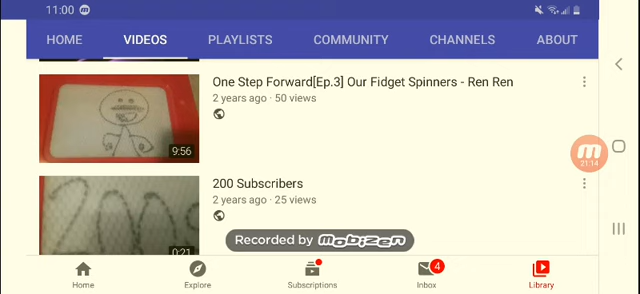 11:00
HOME VIDEOS PLAYLISTS COMMUNITY CHANNELS ABOUT
One Step Forward[Ep.3] Our Fidget Spinners - Ren Ren
2 years ago · 50 views
9:56
21:14
200 Subscribers
2 years ago · 25 views
200s
0:21
Recorded by mobizen
4
Home Explore Subscriptions Inbox Library